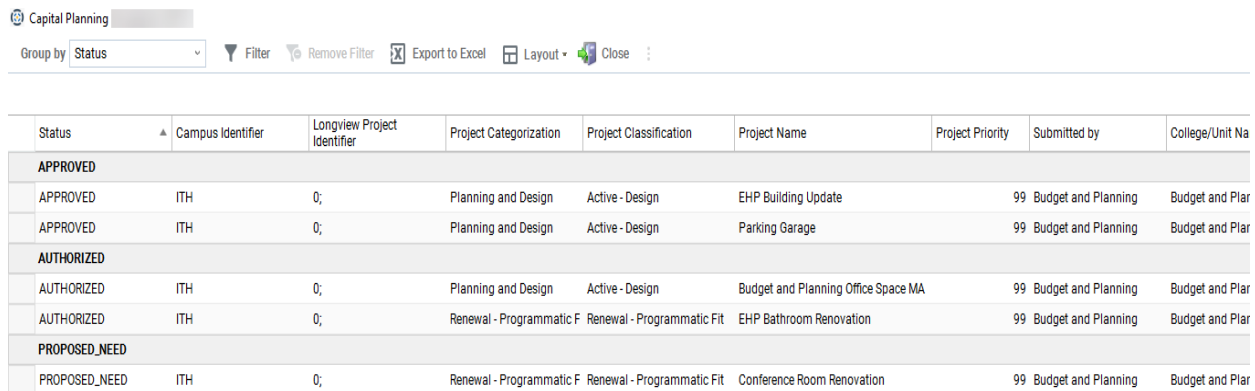 Capital Planning
Group by Status Filter Remove Filter Export to Excel Layout Close
Status Campus Identifier Longview Project Identifier Project Categorization Project Classification Project Name Project Priority Submitted by College/Unit Na
APPROVED
APPROVED ITH 0; Planning and Design Active - Design EHP Building Update 99 Budget and Planning Budget and Plan
APPROVED ITH 0; Planning and Design Active - Design Parking Garage 99 Budget and Planning Budget and Plan
AUTHORIZED
AUTHORIZED ITH 0; Planning and Design Active - Design Budget and Planning Office Space MA 99 Budget and Planning Budget and Plan
AUTHORIZED ITH 0; Renewal - Programmatic F Renewal - Programmatic Fit EHP Bathroom Renovation 99 Budget and Planning Budget and Plan
PROPOSED_NEED
PROPOSED_NEED ITH 0; Renewal - Programmatic F Renewal - Programmatic Fit Conference Room Renovation 99 Budget and Planning Budget and Plan